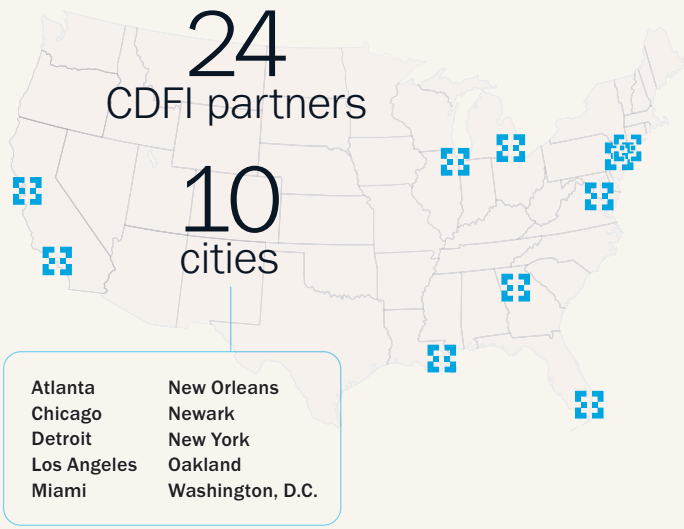 24
CDFI partners
10
cities
Atlanta
Chicago
Detroit
Los Angeles
Miami
New Orleans
Newark
New York
Oakland
Washington, D.C.